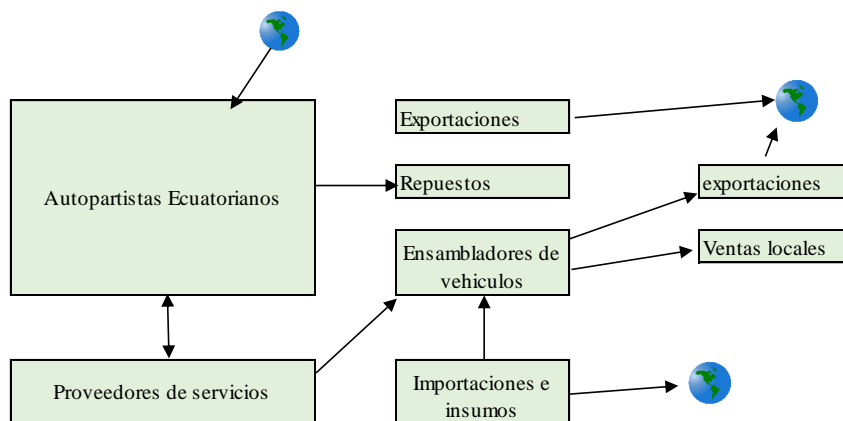 Exportaciones
Autopartistas Ecuatorianos
Repuestos
exportaciones
Ensambladores de
vehiculos
Ventas locales
Proveedores de servicios
Importaciones e
insumos